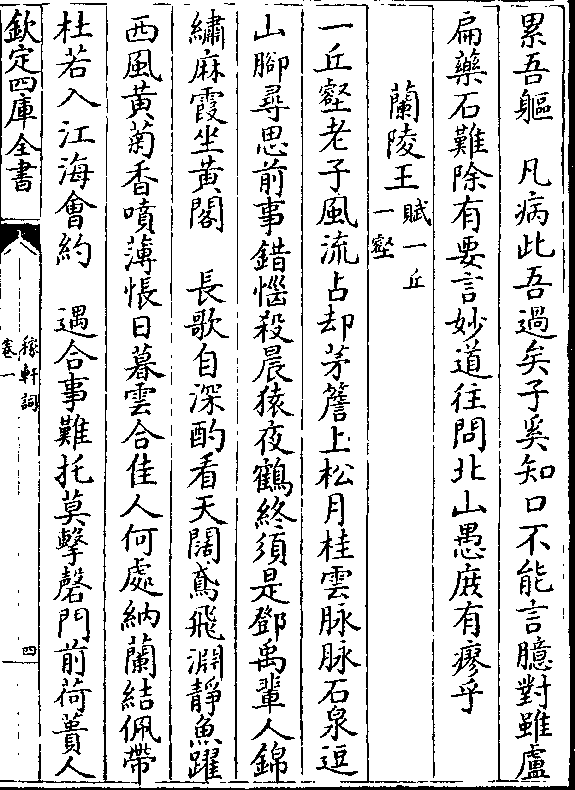 累吾軀　凡病此吾過矣子奚知口不能言臆對雖盧
扁藥石難除有要言妙道往問北山愚庻有瘳乎
蘭陵王賦一丘一壑
一丘壑老子風流占却茅簷上松月桂雲脉脉石泉逗
山腳尋思前事錯惱殺晨猿夜鶴終須是鄧禹軰人錦
繡麻霞坐黄閣　長歌自深酌看天闊鳶飛淵靜魚躍
西風黄菊香噴薄悵日暮雲合佳人何處納蘭結佩帶
杜若入江海曾約　遇合事難托莫擊磬門前荷蕢人
欽定四庫全書
稼軒詞
卷一
四